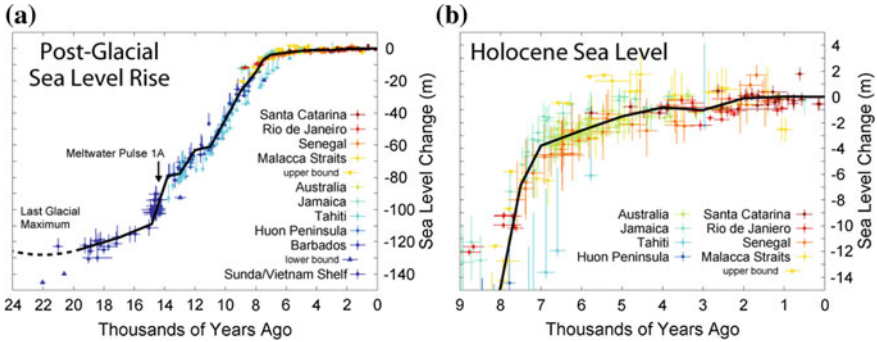 (a)
Post-Glacial
Sea Level Rise
Meltwater Pulse 1A
Last Glacial
Maximum
Santa Catarina
Rio de Janeiro
Senegal
Malacca Straits
upper bound
Australia
Jamaica
Tahiti
Huon Peninsula
Barbados
lower bound
Sunda/Vietnam Shelf
0
-20
-40
-60
-80
-100
-120
-140
Sea Level Change (m)
24 22 20 18 16 14 12 10 8 6 4 2 0
Thousands of Years Ago
(b)
Holocene Sea Level
Australia
Jamaica
Tahiti
Huon Peninsula
Santa Catarina
Rio de Janiero
Senegal
Malacca Straits
upper bound
4
2
0
-2
-4
-6
-8
-10
-12
-14
Sea Level Change (m)
9 8 7 6 5 4 3 2 1 0
Thousands of Years Ago